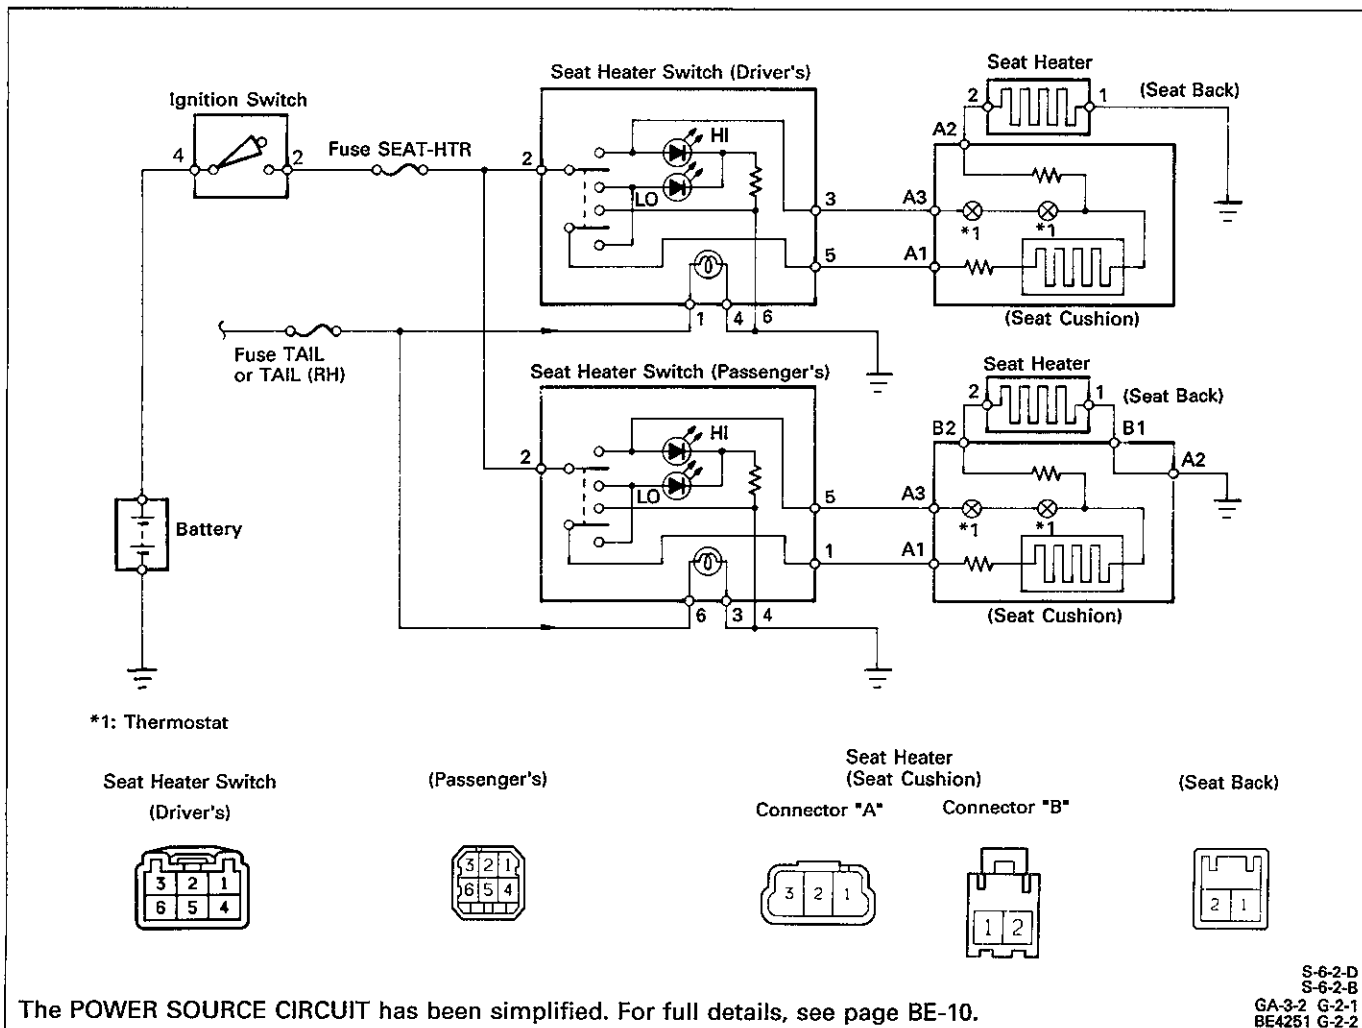 Seat Heater Switch (Driver's)
Seat Heater
(Seat Back)
Ignition Switch
2
1
HI
A2
4
2
Fuse SEAT-HTR
2
LO
3
A3
*1
*1
5
A1
1
4
6
(Seat Cushion)
Fuse TAIL
or TAIL (RH)
Seat Heater Switch (Passenger's)
Seat Heater
2
1
(Seat Back)
HI
B2
B1
2
A2
LO
5
A3
*1
*1
Battery
1
A1
6
3
4
(Seat Cushion)
*1: Thermostat
Seat Heater Switch
(Driver's)
(Passenger's)
Seat Heater
(Seat Cushion)
Connector "A"
Connector "B"
(Seat Back)
3 2 1
6 5 4
3 2 1
6 5 4
3 2 1
1 2
2 1
The POWER SOURCE CIRCUIT has been simplified. For full details, see page BE-10.
S-6-2-D
S-6-2-B
GA-3-2 G-2-1
BE4251 G-2-2